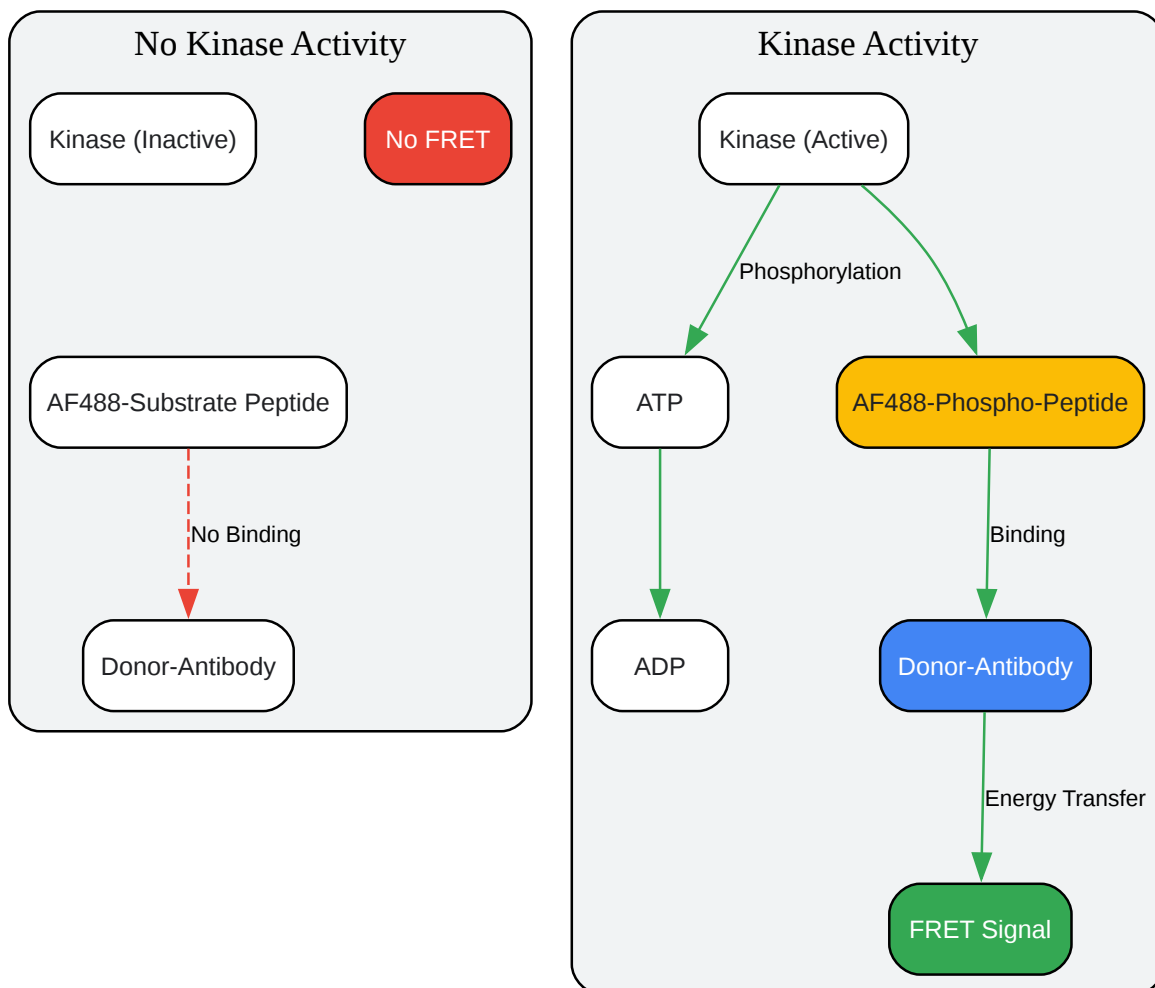 No Kinase Activity
Kinase (Inactive)
No FRET
AF488-Substrate Peptide
No Binding
Donor-Antibody
Kinase Activity
Kinase (Active)
Phosphorylation
ATP
AF488-Phospho-Peptide
Binding
ADP
Donor-Antibody
Energy Transfer
FRET Signal